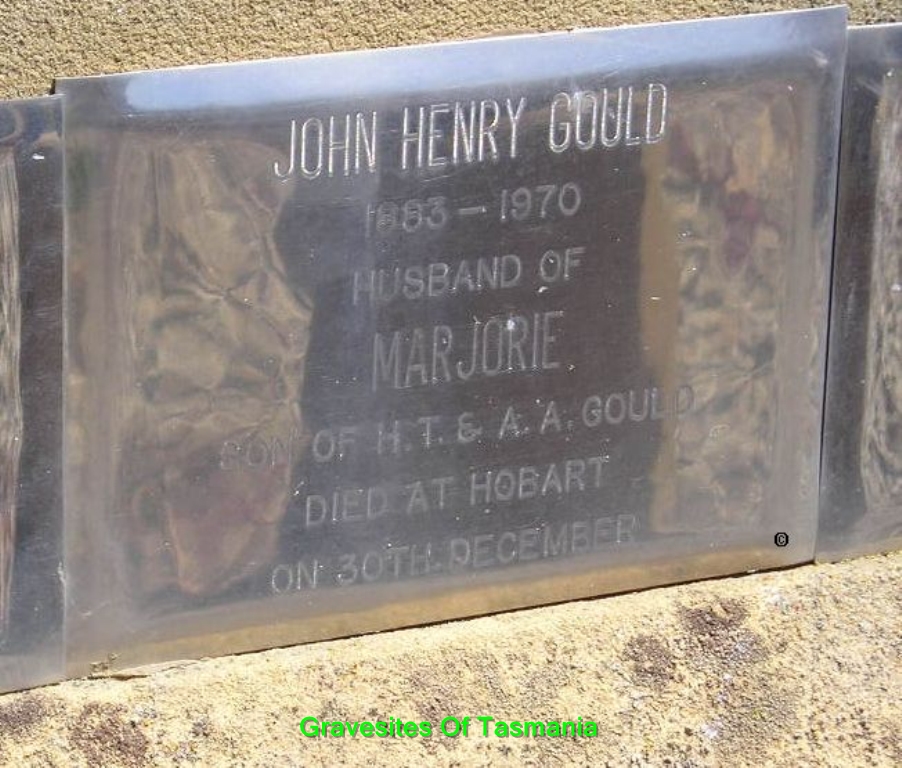 JOHN HENRY GOULD
1883 - 1970
HUSBAND OF
MARJORIE
SON OF H.T. & A.A. GOULD
DIED AT HOBART
ON 30TH. DECEMBER
©
Gravesites Of Tasmania